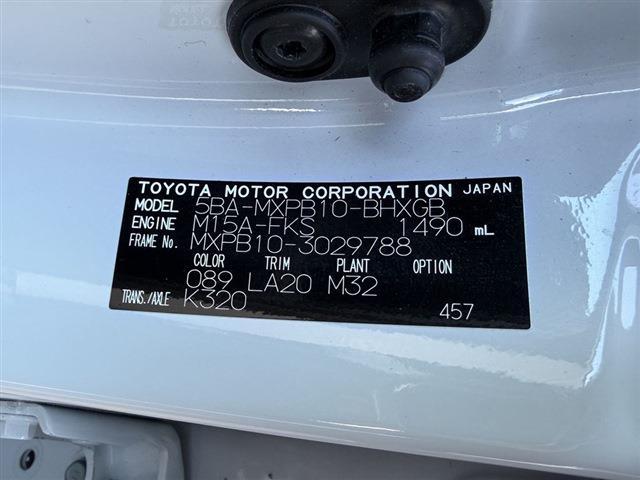 TOYOTA MOTOR CORPORATION JAPAN
MODEL 5BA-MXPB10-BHXGB
ENGINE M15A-FKS 1490 mL
FRAME No. MXPB10-3029788
COLOR TRIM PLANT OPTION
089 LA20 M32
TRANS./AXLE K320
457